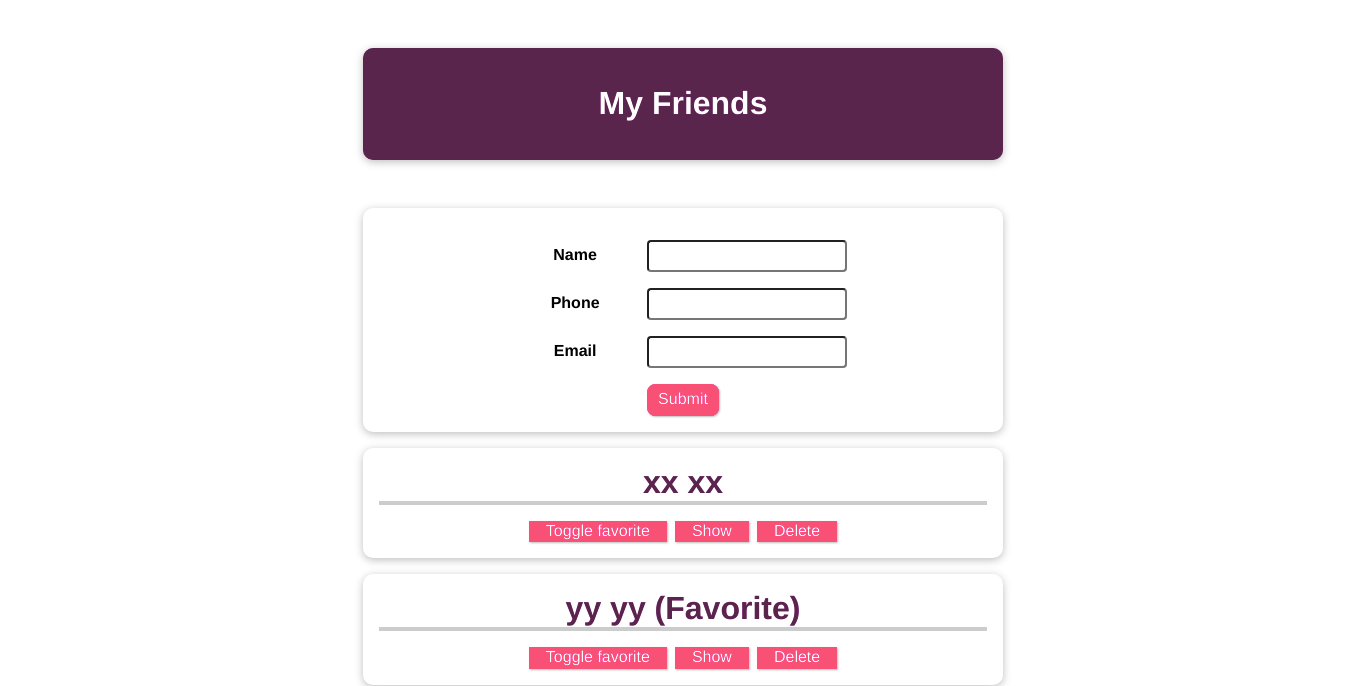 My Friends
Name
Phone
Email
Submit
xx xx
Toggle favorite Show Delete
yy yy (Favorite)
Toggle favorite Show Delete